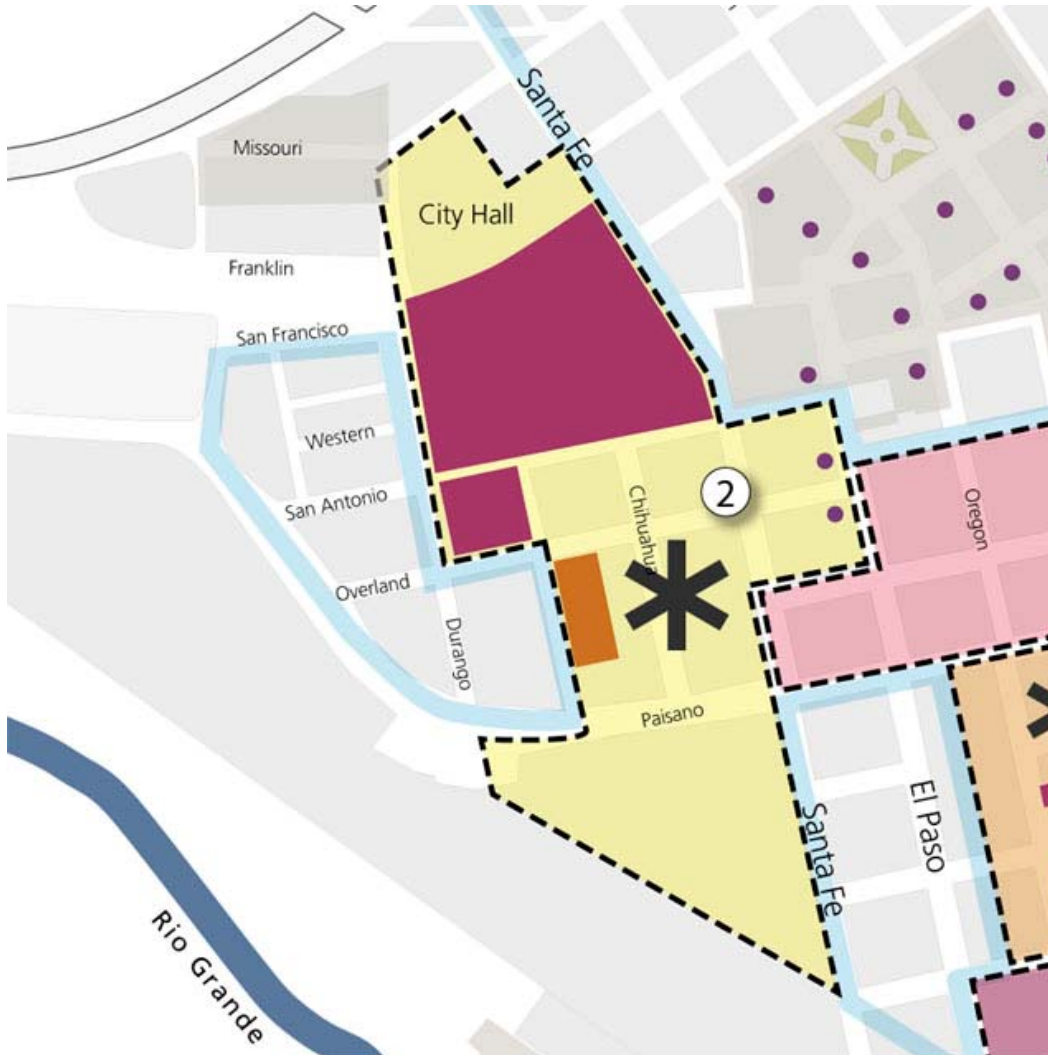 Santa Fe
Missouri
City Hall
Franklin
San Francisco
Western
San Antonio
Chihuahua
2
Oregon
Overland
Durango
Paisano
El Paso
Santa Fe
Rio Grande